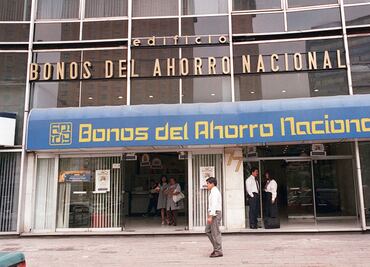 edificio
BONOS DEL AHORRO NACIONAL
Bonos del Ahorro Nacional